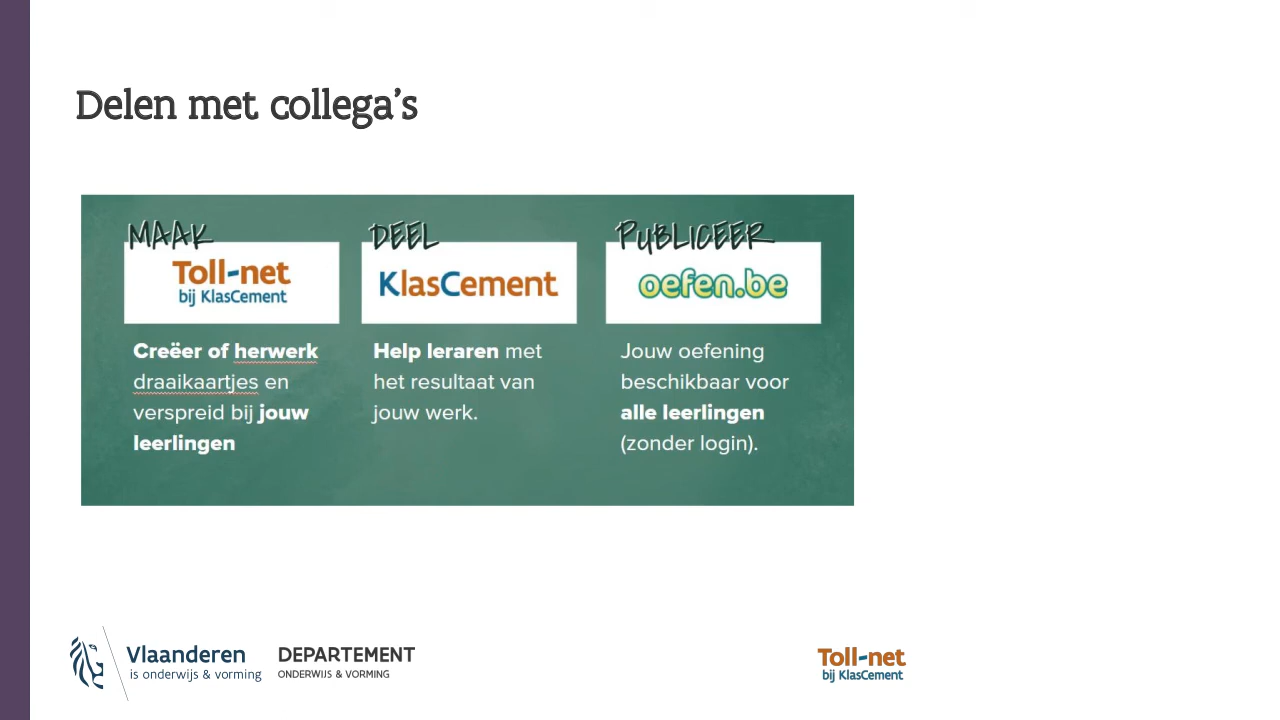 Delen met collega’s
MAAK
Toll-net
bij KlasCement
Creëer of herwerk
draaikaartjes en
verspreid bij jouw
leerlingen
DEEL
KlasCement
Help leraren met
het resultaat van
jouw werk.
PUBLICEER
oefen.be
Jouw oefening
beschikbaar voor
alle leerlingen
(zonder login).
Vlaanderen
is onderwijs & vorming
DEPARTEMENT
ONDERWIJS & VORMING
Toll-net
bij KlasCement